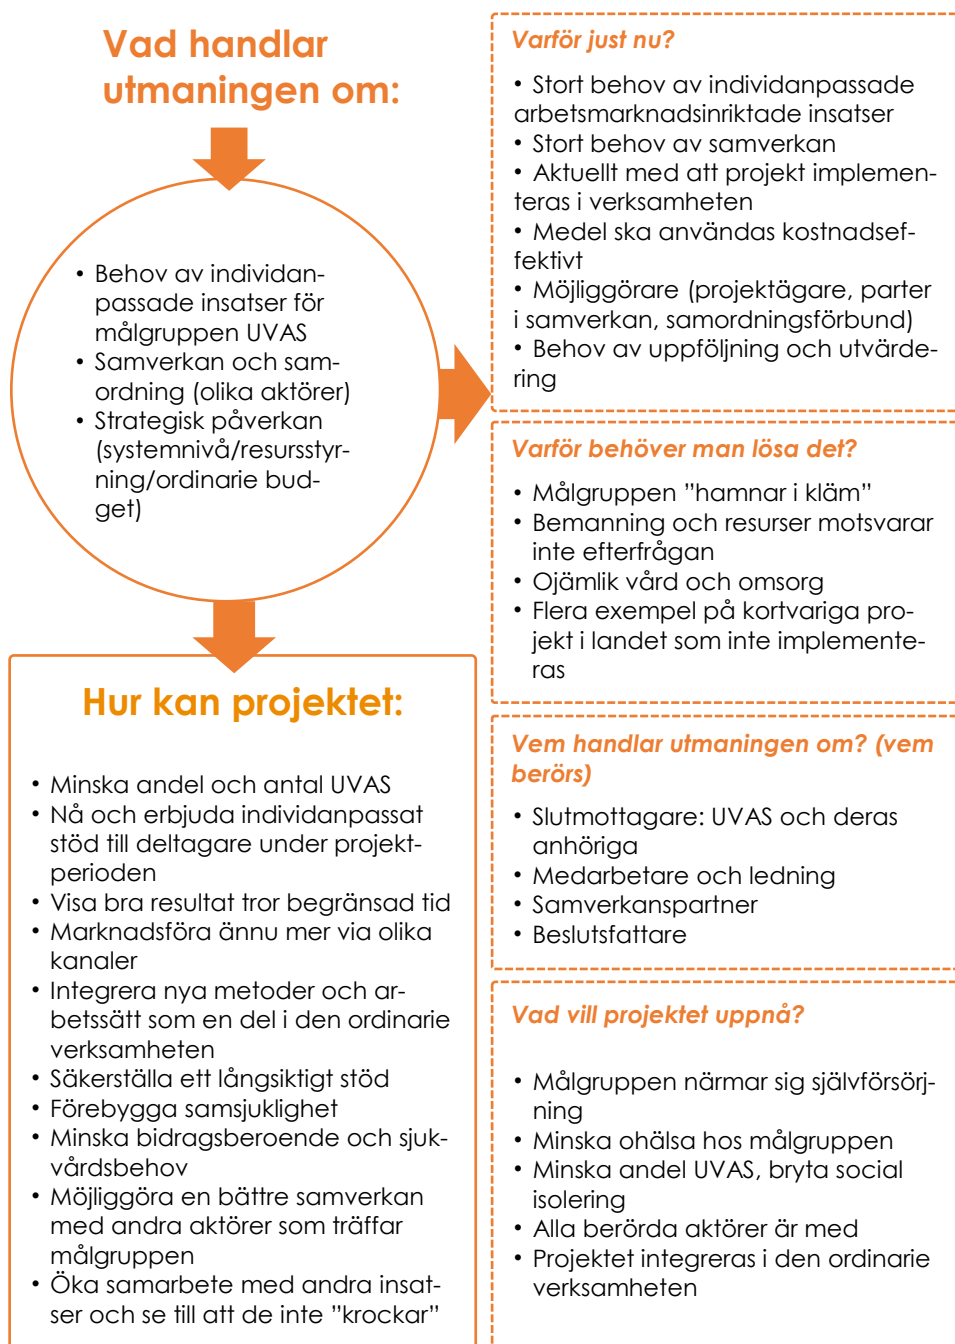 Vad handlar
utmaningen om:
• Behov av individan-
passade insatser för
målgruppen UVAS
• Samverkan och sam-
ordning (olika aktörer)
• Strategisk påverkan
(systemnivå/resursstyr-
ning/ordinarie bud-
get)
Hur kan projektet:
• Minska andel och antal UVAS
• Nå och erbjuda individanpassat
stöd till deltagare under projekt-
perioden
• Visa bra resultat tror begränsad tid
• Marknadsföra ännu mer via olika
kanaler
• Integrera nya metoder och ar-
betssätt som en del i den ordinarie
verksamheten
• Säkerställa ett långsiktigt stöd
• Förebygga samsjuklighet
• Minska bidragsberoende och sjuk-
vårdsbehov
• Möjliggöra en bättre samverkan
med andra aktörer som träffar
målgruppen
• Öka samarbete med andra insat-
ser och se till att de inte ”krockar”
Varför just nu?
• Stort behov av individanpassade
arbetsmarknadsinriktade insatser
• Stort behov av samverkan
• Aktuellt med att projekt implemen-
teras i verksamheten
• Medel ska användas kostnadsef-
fektivt
• Möjliggörare (projektägare, parter
i samverkan, samordningsförbund)
• Behov av uppföljning och utvärde-
ring
Varför behöver man lösa det?
• Målgruppen ”hamnar i kläm”
• Bemanning och resurser motsvarar
inte efterfrågan
• Ojämlik vård och omsorg
• Flera exempel på kortvariga pro-
jekt i landet som inte implemente-
ras
Vem handlar utmaningen om? (vem
berörs)
• Slutmottagare: UVAS och deras
anhöriga
• Medarbetare och ledning
• Samverkanspartner
• Beslutsfattare
Vad vill projektet uppnå?
• Målgruppen närmar sig självförsörj-
ning
• Minska ohälsa hos målgruppen
• Minska andel UVAS, bryta social
isolering
• Alla berörda aktörer är med
• Projektet integreras i den ordinarie
verksamheten